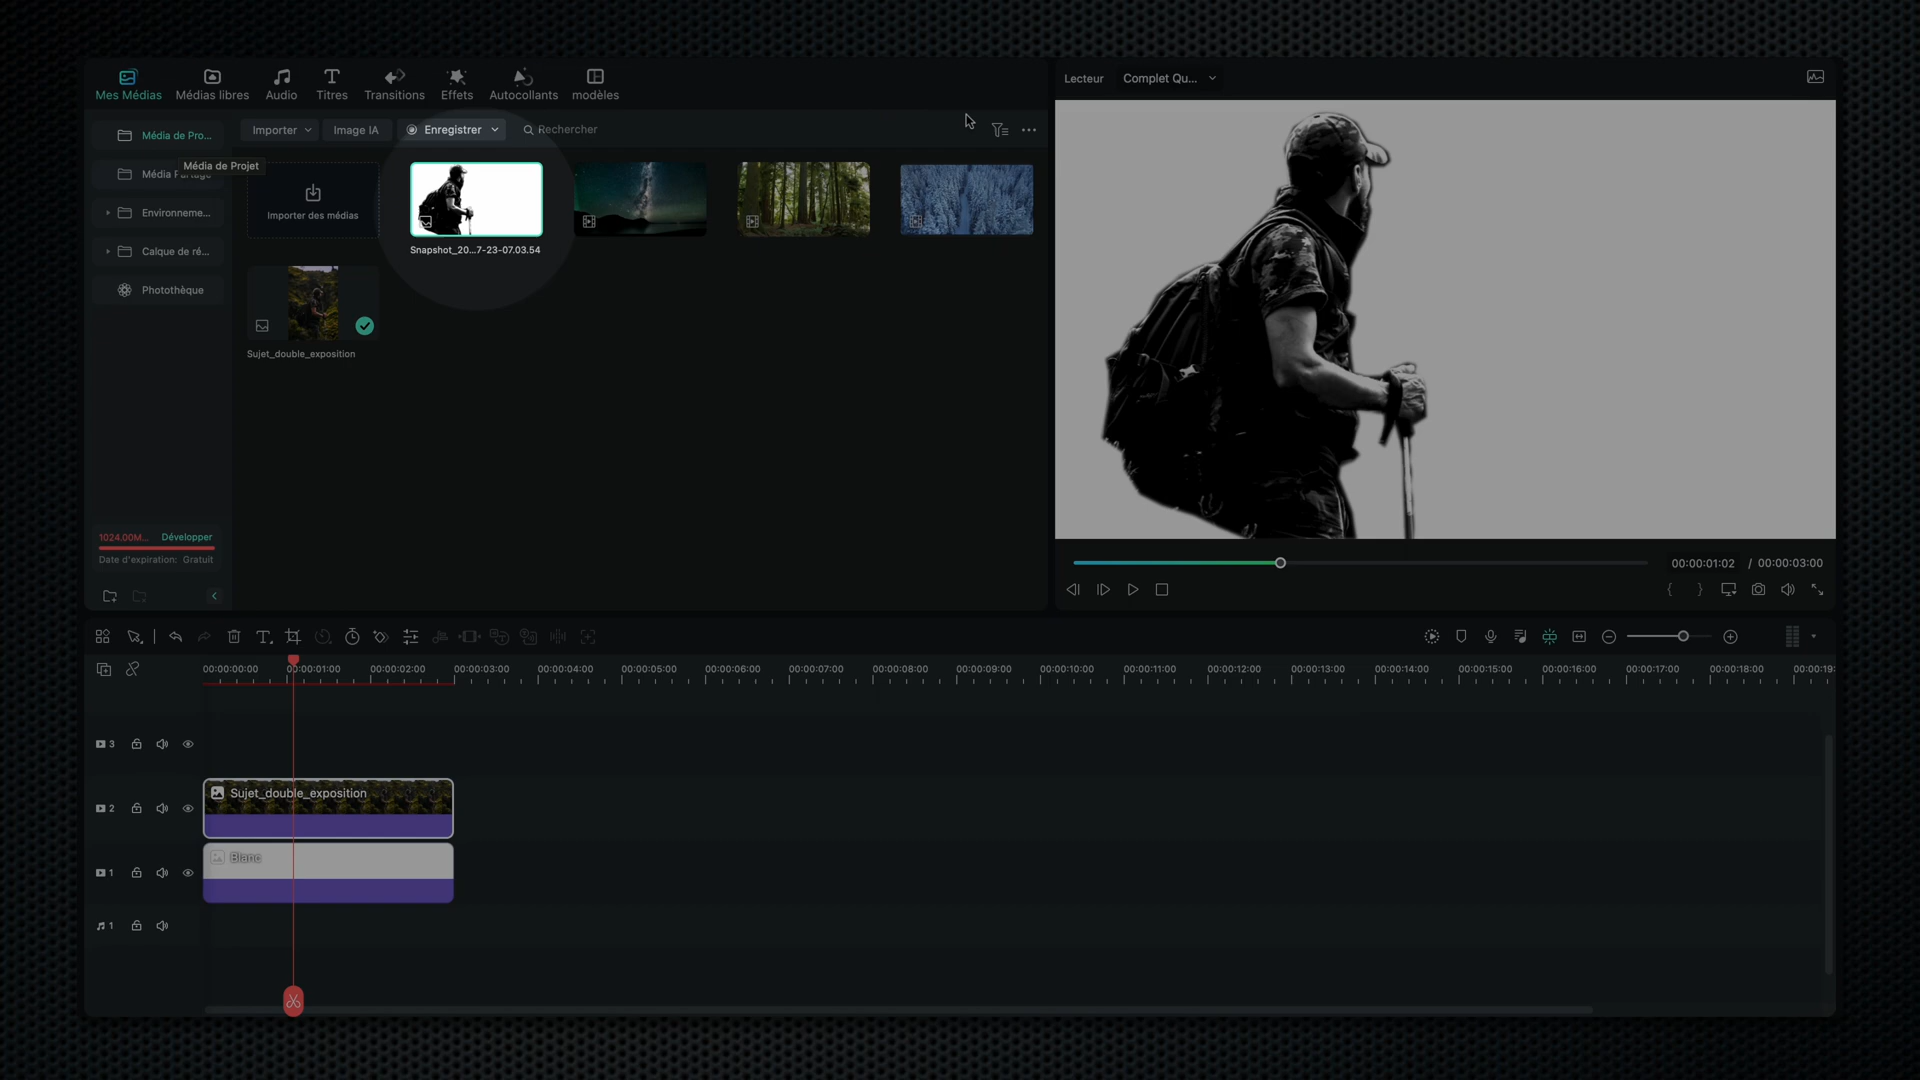 Mes Médias Médias libres Audio Titres Transitions Effets Autocollants modèles
Lecteur Complet Qu...
Média de Pro... Importer Image IA Enregistrer Rechercher
Média de Projet
Média Partagé
Environneme...
Calque de ré...
Photothèque
Importer des médias
Snapshot_20...7-23-07.03.54
Sujet_double_exposition
1024.00M... Développer
Date d'expiration: Gratuit
00:00:01:02 / 00:00:03:00
00:00:00:00 00:00:01:00 00:00:02:00 00:00:03:00 00:00:04:00 00:00:05:00 00:00:06:00 00:00:07:00 00:00:08:00 00:00:09:00 00:00:10:00 00:00:11:00 00:00:12:00 00:00:13:00 00:00:14:00 00:00:15:00 00:00:16:00 00:00:17:00 00:00:18:00 00:00:19:
3
2 Sujet_double_exposition
1 Blanc
1